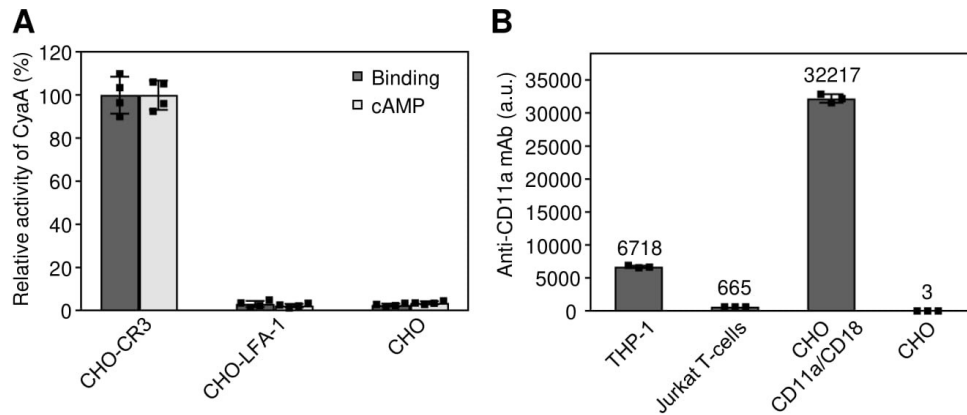 A
Relative activity of CyaA (%)
120
100
80
60
40
20
0
Binding
cAMP
CHO-CR3
CHO-LFA-1
CHO
B
Anti-CD11a mAb (a.u.)
35000
30000
25000
20000
15000
10000
5000
0
6718
665
32217
3
THP-1
Jurkat T-cells
CHO
CD11a/CD18
CHO